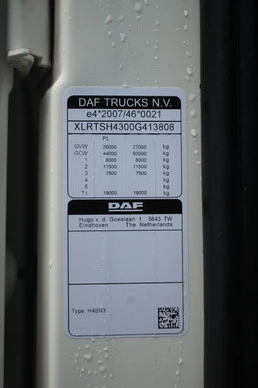 DAF TRUCKS N.V.
e4*2007/46*0021
XLRTSH4300G413808
PL
GVW 26000 27000 kg
GCW 44000 50000 kg
1 8000 8000 kg
2 11500 11500 kg
3 7500 7500 kg
4 kg
5 kg
T1 19000 19000 kg
DAF
Hugo v. d. Goeslaan 1 5643 TW
Eindhoven The Netherlands
Type: H4SN3